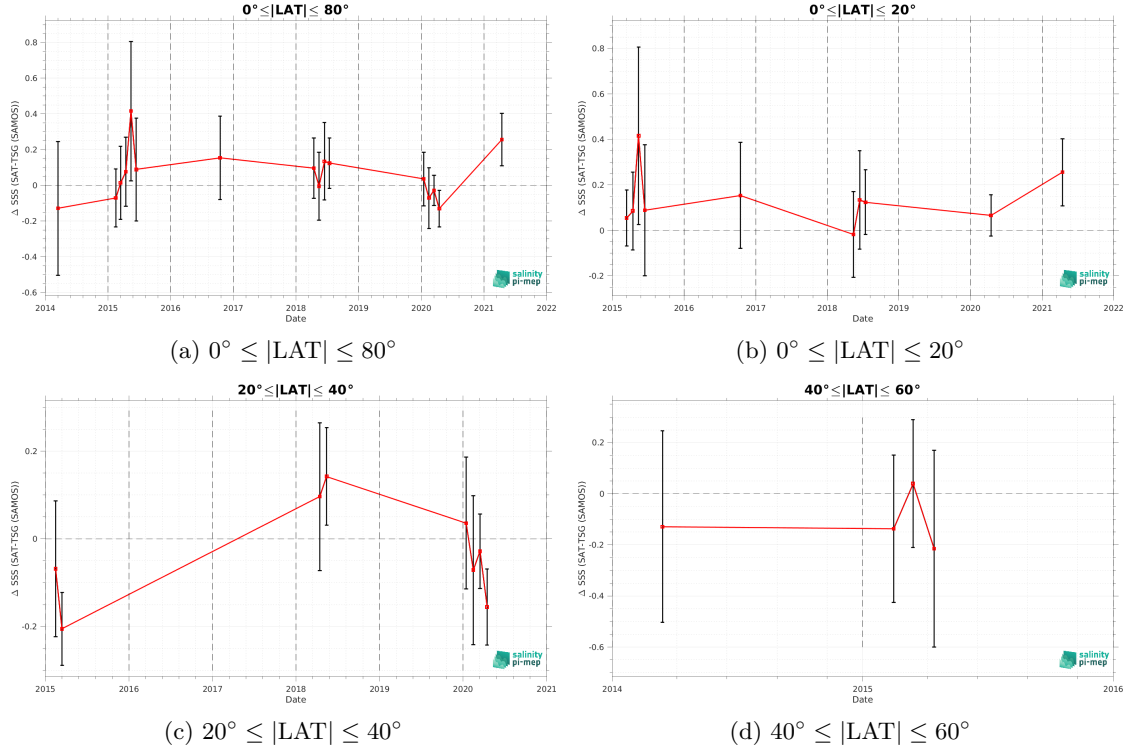 0°≤|LAT|≤ 80°
Δ SSS (SAT-TSG (SAMOS))
0.8
0.6
0.4
0.2
0
-0.2
-0.4
-0.6
2014 2015 2016 2017 2018 2019 2020 2021 2022
Date
salinity
pi-mep
(a) 0° ≤ |LAT| ≤ 80°
0°≤|LAT|≤ 20°
Δ SSS (SAT-TSG (SAMOS))
0.8
0.6
0.4
0.2
0
-0.2
2015 2016 2017 2018 2019 2020 2021 2022
Date
salinity
pi-mep
(b) 0° ≤ |LAT| ≤ 20°
20°≤|LAT|≤ 40°
Δ SSS (SAT-TSG (SAMOS))
0.2
0
-0.2
2015 2016 2017 2018 2019 2020 2021
Date
salinity
pi-mep
(c) 20° ≤ |LAT| ≤ 40°
40°≤|LAT|≤ 60°
Δ SSS (SAT-TSG (SAMOS))
0.2
0
-0.2
-0.4
-0.6
2014 2015 2016
Date
salinity
pi-mep
(d) 40° ≤ |LAT| ≤ 60°